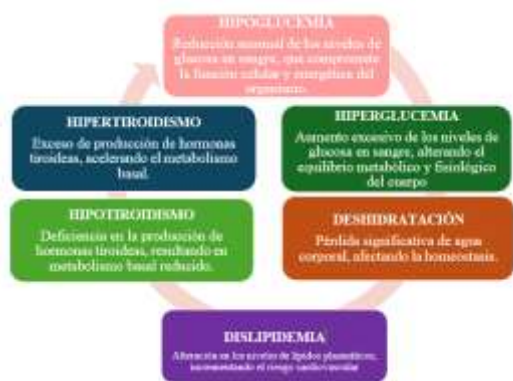 HIPOGLUCEMIA
Reducción anormal de los niveles de
glucosa en sangre, que compromete
la función celular y energética del
organismo.
HIPERGLUCEMIA
Aumento excesivo de los niveles de
glucosa en sangre, alterando el
equilibrio metabólico y fisiológico
del cuerpo
DESHIDRATACIÓN
Pérdida significativa de agua
corporal, afectando la homeostasis.
DISLIPIDEMIA
Alteración en los niveles de lípidos plasmáticos,
incrementando el riesgo cardiovascular
HIPOTIROIDISMO
Deficiencia en la producción de
hormonas tiroideas, resultando en
metabolismo basal reducido.
HIPERTIROIDISMO
Exceso de producción de hormonas
tiroideas, acelerando el metabolismo
basal.